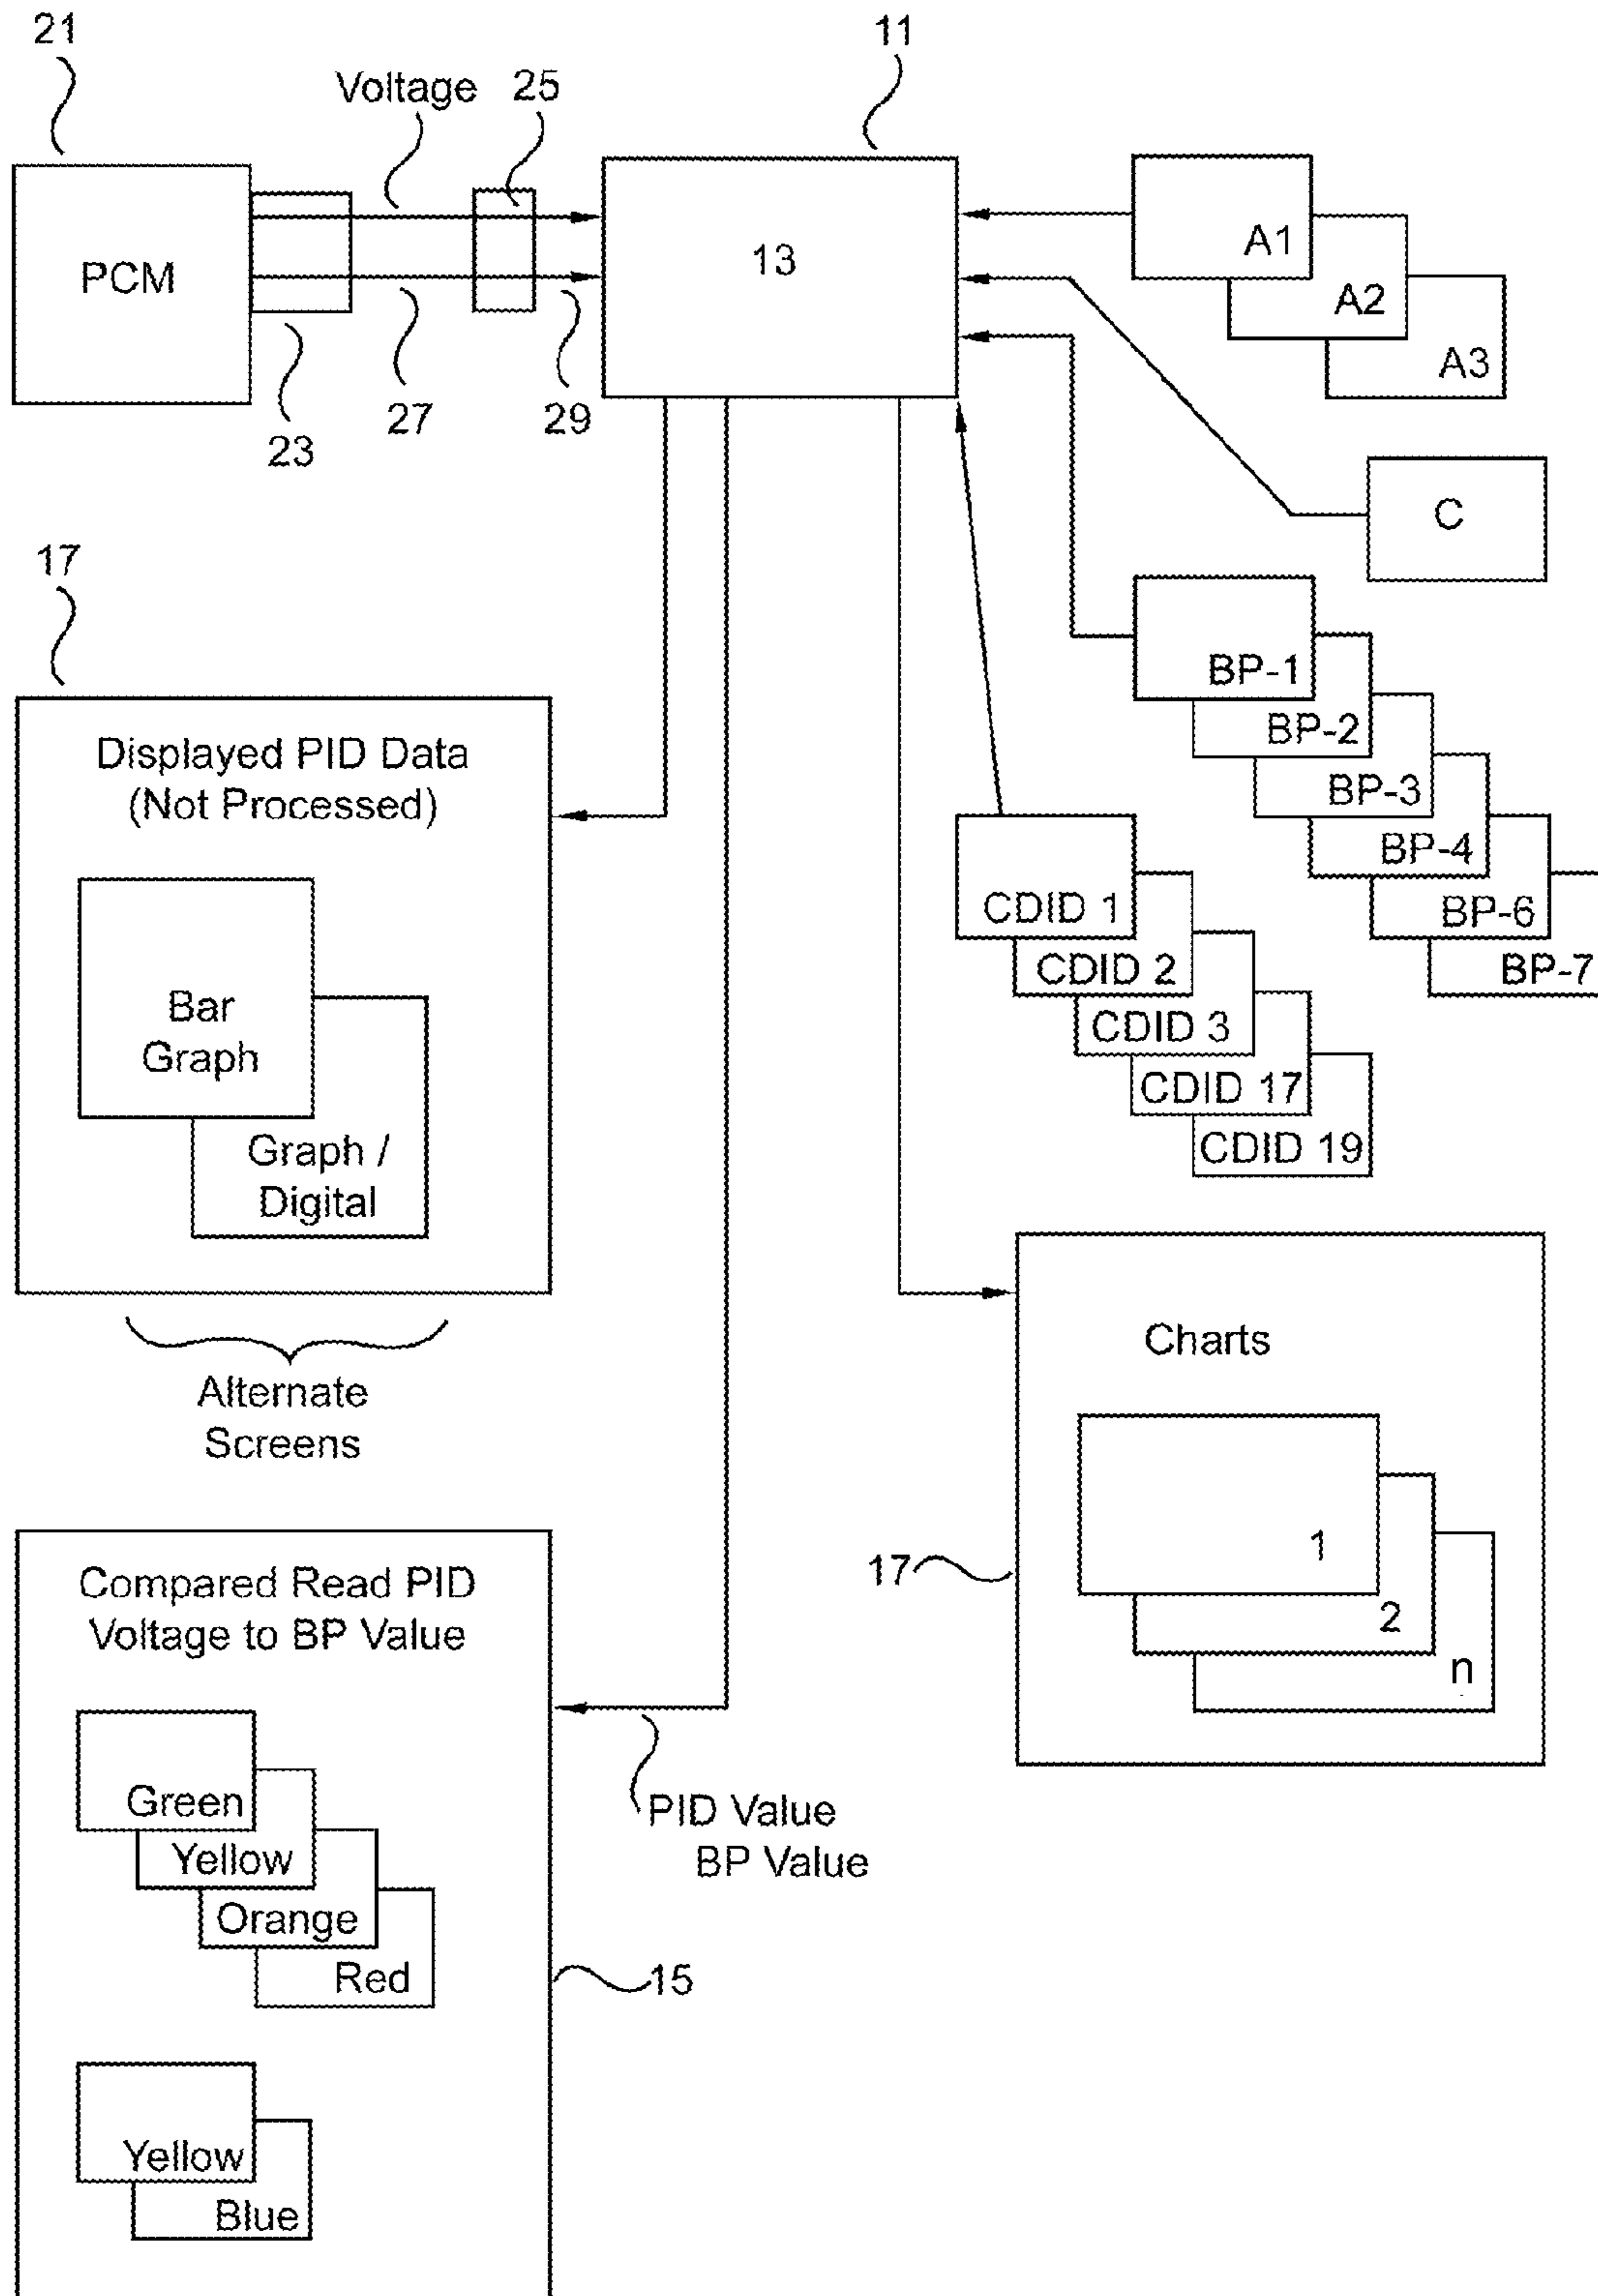 21
11
Voltage
25
PCM
13
A1
A2
A3
23
27
29
C
17
BP-1
BP-2
BP-3
BP-4
BP-6
BP-7
Displayed PID Data
(Not Processed)
Bar
Graph
Graph /
Digital
CDID 1
CDID 2
CDID 3
CDID 17
CDID 19
Alternate
Screens
Charts
1
2
n
17
Compared Read PID
Voltage to BP Value
Green
Yellow
Orange
Red
PID Value
BP Value
15
Yellow
Blue